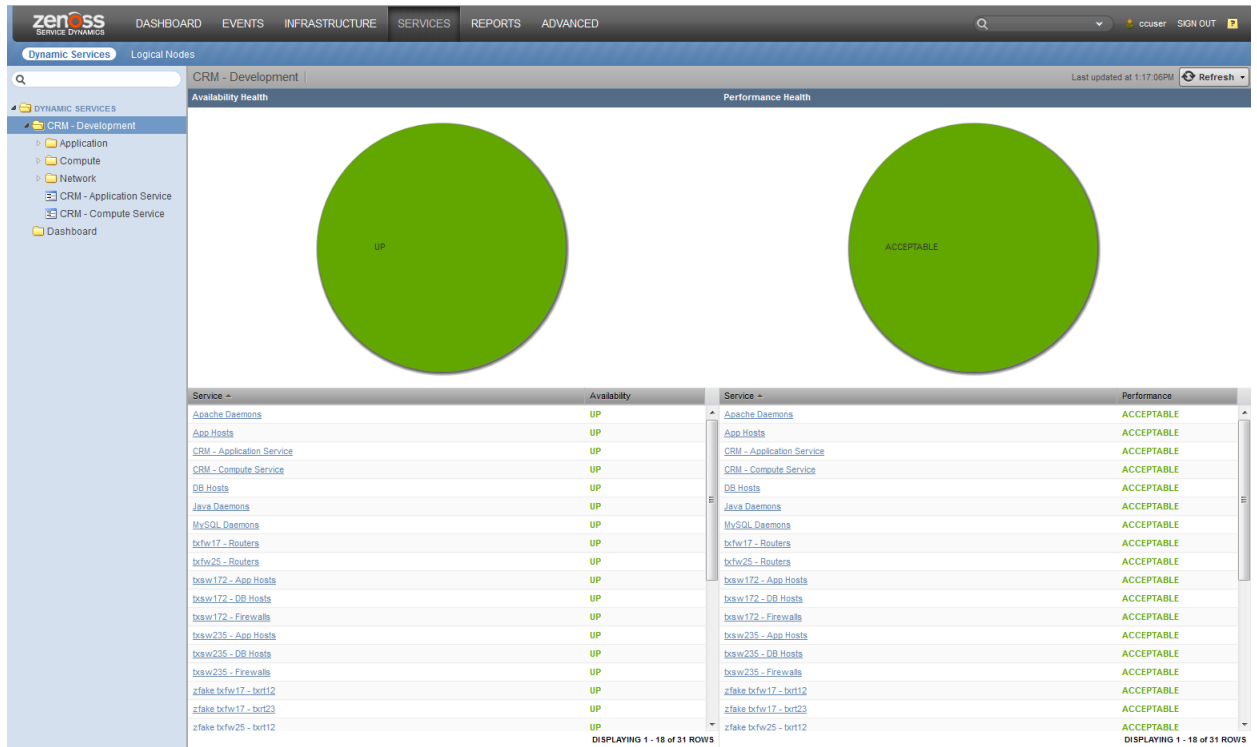 zenoss
SERVICE DYNAMICS
DASHBOARD EVENTS INFRASTRUCTURE SERVICES REPORTS ADVANCED
ccuser SIGN OUT ?
Dynamic Services Logical Nodes
CRM - Development
Last updated at 1:17:06PM Refresh
DYNAMIC SERVICES
CRM - Development
Application
Compute
Network
CRM - Application Service
CRM - Compute Service
Dashboard
Availability Health Performance Health
UP
ACCEPTABLE
Service Availability Service Performance
Apache Daemons UP Apache Daemons ACCEPTABLE
App Hosts UP App Hosts ACCEPTABLE
CRM - Application Service UP CRM - Application Service ACCEPTABLE
CRM - Compute Service UP CRM - Compute Service ACCEPTABLE
DB Hosts UP DB Hosts ACCEPTABLE
Java Daemons UP Java Daemons ACCEPTABLE
MySQL Daemons UP MySQL Daemons ACCEPTABLE
txfw17 - Routers UP txfw17 - Routers ACCEPTABLE
txfw25 - Routers UP txfw25 - Routers ACCEPTABLE
txsw172 - App Hosts UP txsw172 - App Hosts ACCEPTABLE
txsw172 - DB Hosts UP txsw172 - DB Hosts ACCEPTABLE
txsw172 - Firewalls UP txsw172 - Firewalls ACCEPTABLE
txsw235 - App Hosts UP txsw235 - App Hosts ACCEPTABLE
txsw235 - DB Hosts UP txsw235 - DB Hosts ACCEPTABLE
txsw235 - Firewalls UP txsw235 - Firewalls ACCEPTABLE
zfake txfw17 - txrt12 UP zfake txfw17 - txrt12 ACCEPTABLE
zfake txfw17 - txrt23 UP zfake txfw17 - txrt23 ACCEPTABLE
zfake txfw25 - txrt12 UP zfake txfw25 - txrt12 ACCEPTABLE
DISPLAYING 1 - 18 of 31 ROWS DISPLAYING 1 - 18 of 31 ROWS